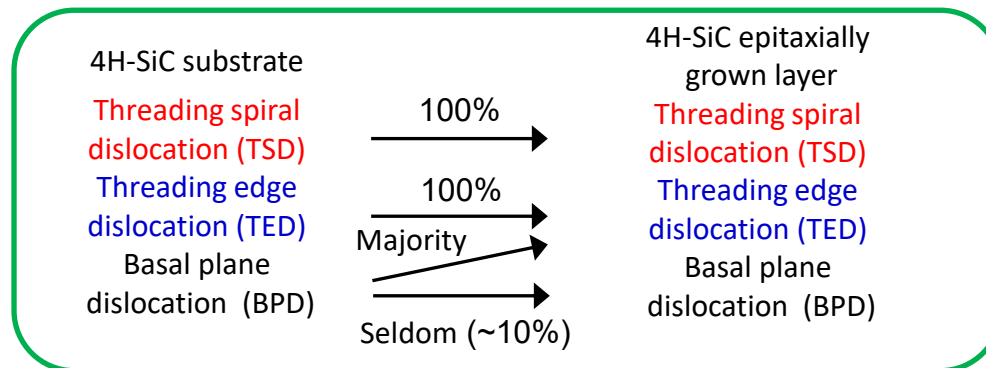 4H-SiC substrate
Threading spiral
dislocation (TSD)
Threading edge
dislocation (TED)
Basal plane
dislocation  (BPD)
100%
100%
Majority
Seldom (~10%)
4H-SiC epitaxially
grown layer
Threading spiral
dislocation (TSD)
Threading edge
dislocation (TED)
Basal plane
dislocation (BPD)